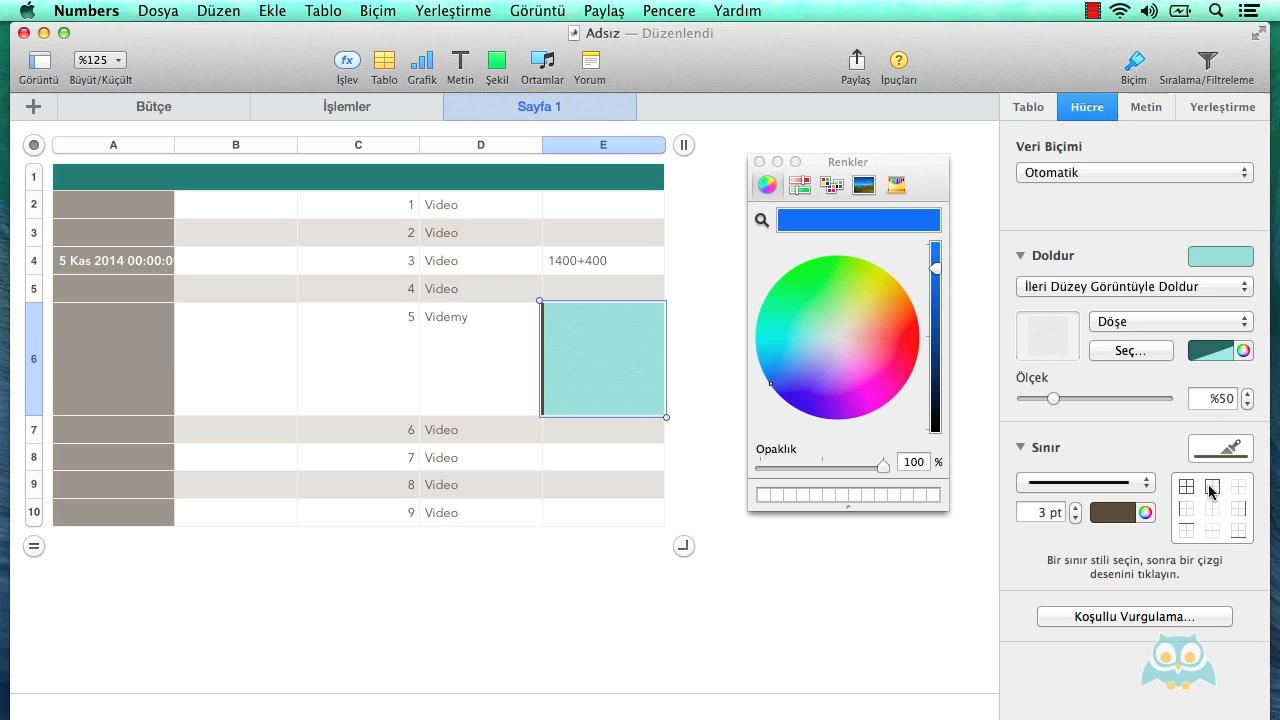 Numbers Dosya Düzen Ekle Tablo Biçim Yerleştirme Görüntü Paylaş Pencere Yardım
Adsız — Düzenlendi
%125
Görüntü Büyüt/Küçült İşlev Tablo Grafik Metin Şekil Ortamlar Yorum Paylaş İpuçları Biçim Sıralama/Filtreleme
Bütçe İşlemler Sayfa 1
Tablo Hücre Metin Yerleştirme
A B C D E
1
2 1 Video
3 2 Video
4 5 Kas 2014 00:00:0 3 Video 1400+400
5 4 Video
6 5 Videmy
7 6 Video
8 7 Video
9 8 Video
10 9 Video
Renkler
Opaklık
100 %
Veri Biçimi
Otomatik
Doldur
İleri Düzey Görüntüyle Doldur
Döşe
Seç...
Ölçek
%50
Sınır
3 pt
Bir sınır stili seçin, sonra bir çizgi
desenini tıklayın.
Koşullu Vurgulama...